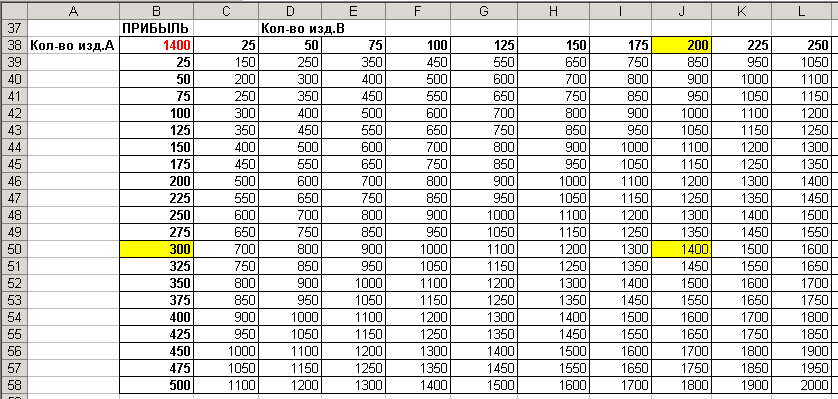 A B C D E F G H I J K L
37 ПРИБЫЛЬ Кол-во изд.В
38 Кол-во изд.А 1400 25 50 75 100 125 150 175 200 225 250
39 25 150 250 350 450 550 650 750 850 950 1050
40 50 200 300 400 500 600 700 800 900 1000 1100
41 75 250 350 450 550 650 750 850 950 1050 1150
42 100 300 400 500 600 700 800 900 1000 1100 1200
43 125 350 450 550 650 750 850 950 1050 1150 1250
44 150 400 500 600 700 800 900 1000 1100 1200 1300
45 175 450 550 650 750 850 950 1050 1150 1250 1350
46 200 500 600 700 800 900 1000 1100 1200 1300 1400
47 225 550 650 750 850 950 1050 1150 1250 1350 1450
48 250 600 700 800 900 1000 1100 1200 1300 1400 1500
49 275 650 750 850 950 1050 1150 1250 1350 1450 1550
50 300 700 800 900 1000 1100 1200 1300 1400 1500 1600
51 325 750 850 950 1050 1150 1250 1350 1450 1550 1650
52 350 800 900 1000 1100 1200 1300 1400 1500 1600 1700
53 375 850 950 1050 1150 1250 1350 1450 1550 1650 1750
54 400 900 1000 1100 1200 1300 1400 1500 1600 1700 1800
55 425 950 1050 1150 1250 1350 1450 1550 1650 1750 1850
56 450 1000 1100 1200 1300 1400 1500 1600 1700 1800 1900
57 475 1050 1150 1250 1350 1450 1550 1650 1750 1850 1950
58 500 1100 1200 1300 1400 1500 1600 1700 1800 1900 2000